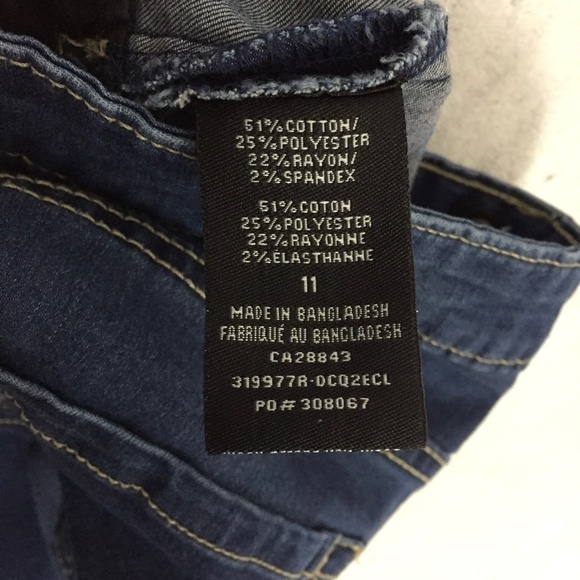 51% COTTON/
25% POLYESTER
22% RAYON/
2% SPANDEX
51% COTON
25% POLYESTER
22% RAYONNE
2% ÉLASTHANNE
11
MADE IN BANGLADESH
FABRIQUÉ AU BANGLADESH
CA28843
319977R-DCQ2ECL
PO# 308067